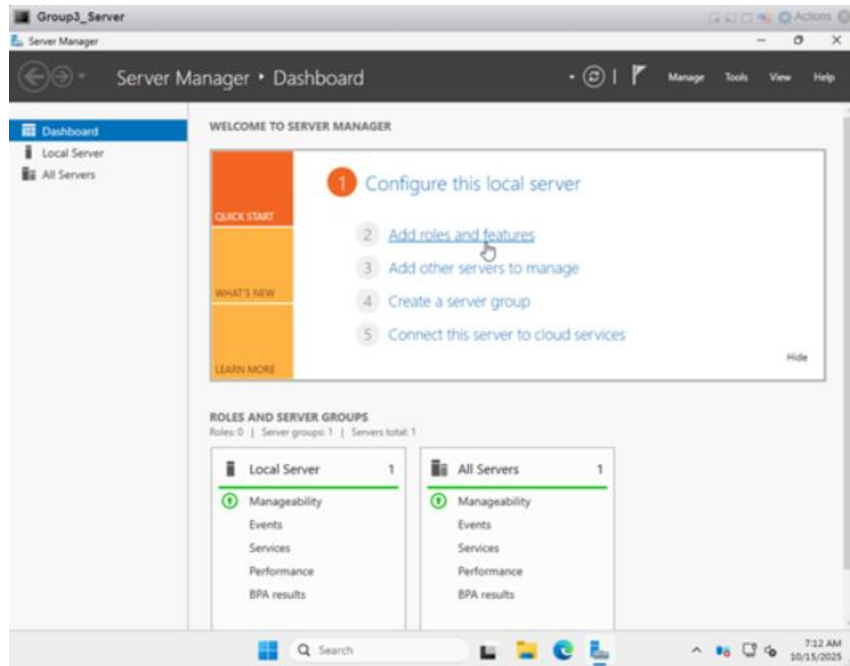 Group3_Server
Actions
Server Manager
Server Manager • Dashboard
Manage Tools View Help
Dashboard
Local Server
All Servers
WELCOME TO SERVER MANAGER
QUICK START
WHAT'S NEW
LEARN MORE
1 Configure this local server
2 Add roles and features
3 Add other servers to manage
4 Create a server group
5 Connect this server to cloud services
Hide
ROLES AND SERVER GROUPS
Roles: 0 | Server groups: 1 | Servers total: 1
Local Server 1
Manageability
Events
Services
Performance
BPA results
All Servers 1
Manageability
Events
Services
Performance
BPA results
Search
7:12 AM
10/15/2025